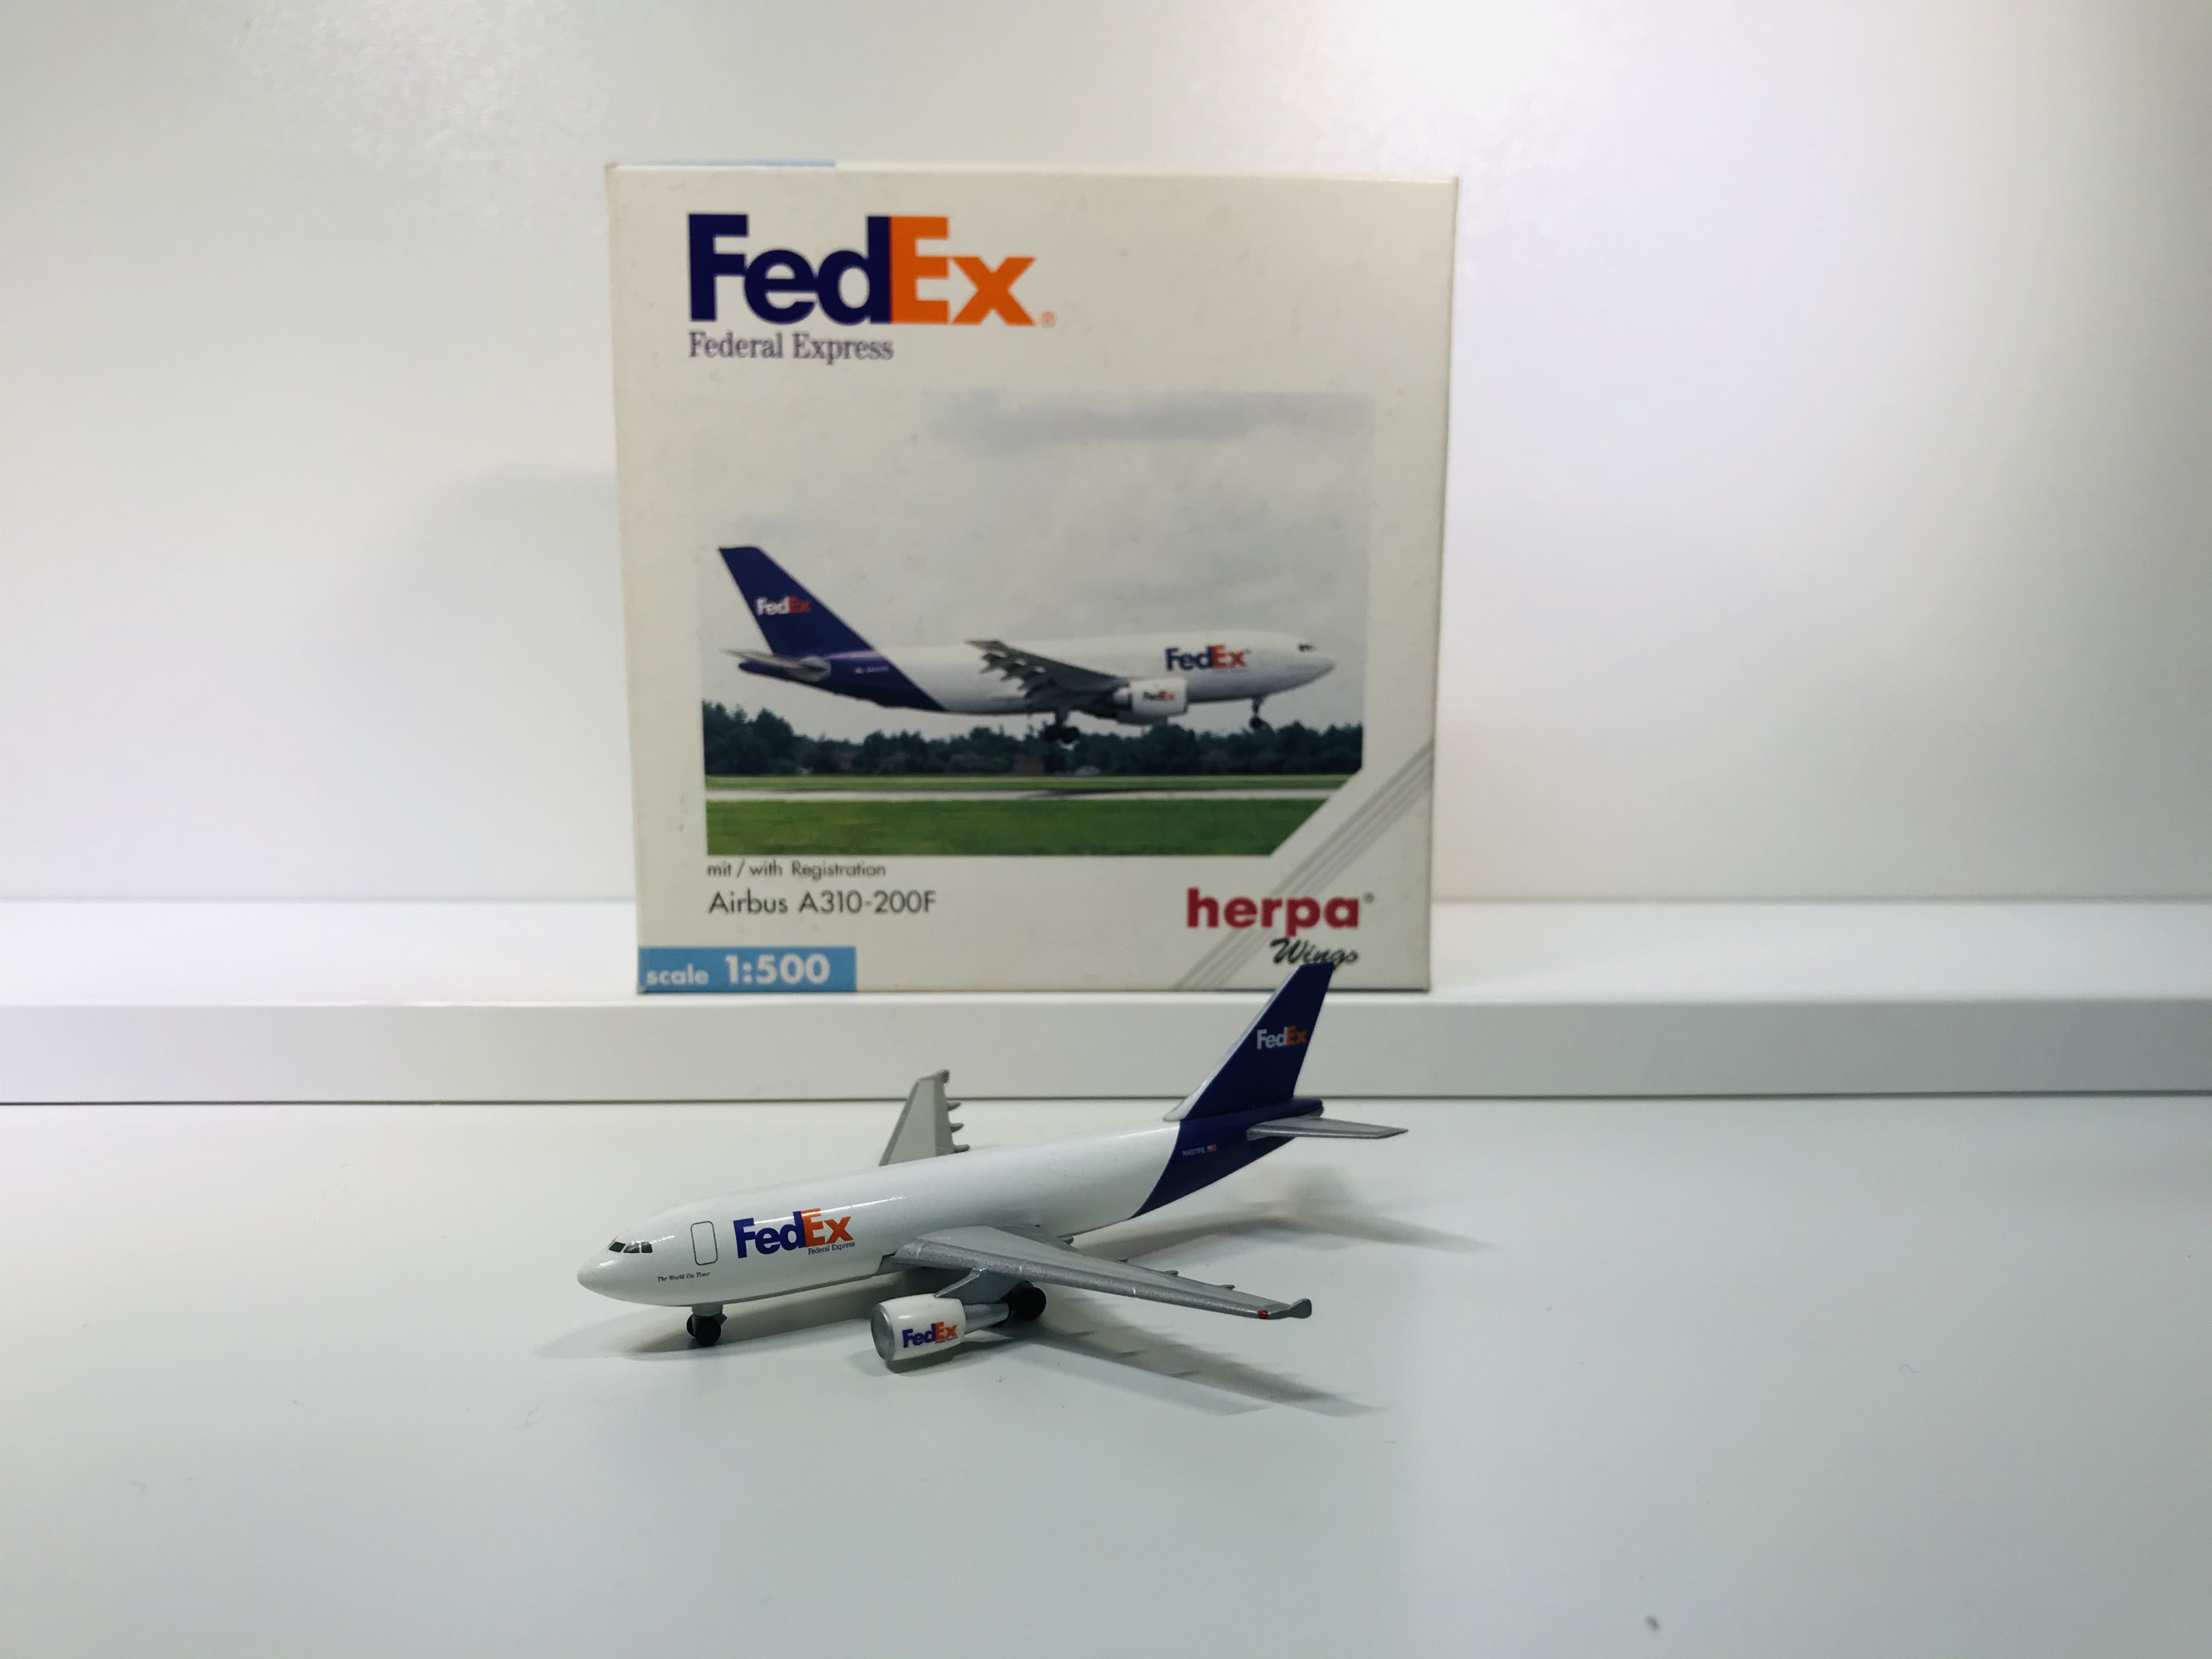 FedEx®
Federal Express
FedEx
FedEx
FedEx
mit / with Registration
Airbus A310-200F
herpa®
Wings
scale 1:500
FedEx
FedEx
Federal Express
The World On Time
FedEx